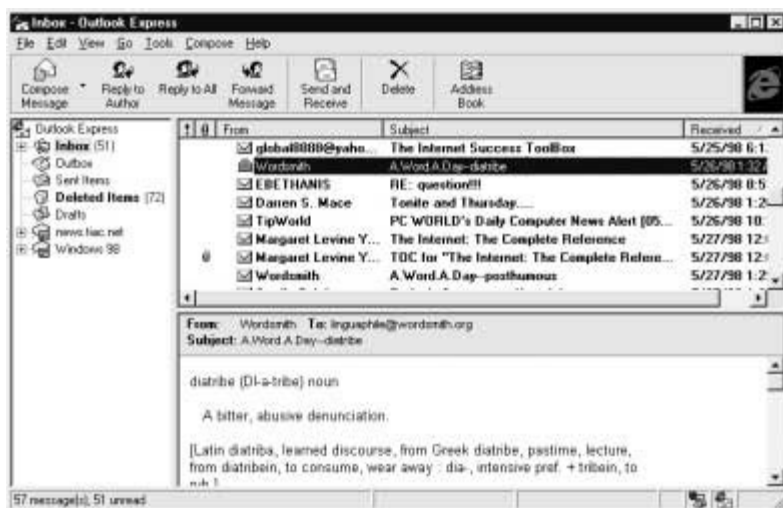 Inbox - Outlook Express
File Edit View Go Tools Compose Help
Compose Message Reply to Author Reply to All Forward Message Send and Receive Delete Address Book
Outlook Express
Inbox (51)
Outbox
Sent Items
Deleted Items (72)
Drafts
news.tiac.net
Windows 98
! From Subject Received
global8888@yaho... The Internet Success ToolBox 5/25/98 6:1
Wordsmith A.Word.A.Day--diatribe 5/26/98 1:32
EBETHANIS RE: question!!! 5/26/98 8:5
Darren S. Mace Tonite and Thursday.... 5/26/98 1:2
TipWorld PC WORLD's Daily Computer News Alert [05... 5/26/98 10:
Margaret Levine Y... The Internet: The Complete Reference 5/27/98 12:
Margaret Levine Y... TOC for "The Internet: The Complete Refere... 5/27/98 12:
Wordsmith A.Word.A.Day--posthumous 5/27/98 1:2
From: Wordsmith To: linguaphile@wordsmith.org
Subject: A.Word.A.Day--diatribe
diatribe (DI-a-tribe) noun
A bitter, abusive denunciation.
[Latin diatriba, learned discourse, from Greek diatribe, pastime, lecture,
from diatribein, to consume, wear away : dia-, intensive pref. + tribein, to
rub.]
57 message(s), 51 unread